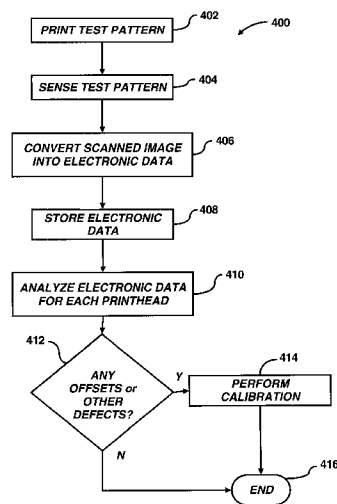 PRINT TEST PATTERN
402
400
SENSE TEST PATTERN
404
CONVERT SCANNED IMAGE
INTO ELECTRONIC DATA
406
STORE ELECTRONIC
DATA
408
ANALYZE ELECTRONIC DATA
FOR EACH PRINTHEAD
410
412
ANY
OFFSETS or
OTHER
DEFECTS?
Y
414
PERFORM
CALIBRATION
N
416
END